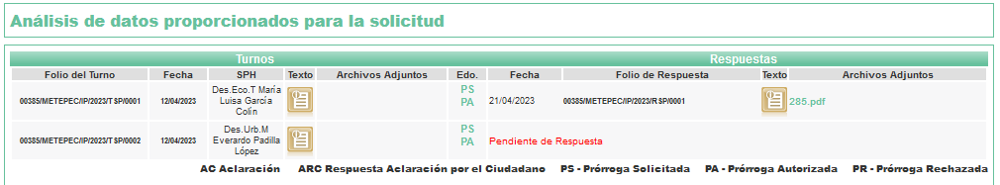 Análisis de datos proporcionados para la solicitud
Turnos Respuestas
Folio del Turno Fecha SPH Texto Archivos Adjuntos Edo. Fecha Folio de Respuesta Texto Archivos Adjuntos
00385/METEPEC/IP/2023/TSP/0001 12/04/2023 Des.Eco.T María Luisa García Colín PS PA 21/04/2023 00385/METEPEC/IP/2023/RSP/0001 285.pdf
00385/METEPEC/IP/2023/TSP/0002 12/04/2023 Des.Urb.M Everardo Padilla López PS PA Pendiente de Respuesta
AC Aclaración ARC Respuesta Aclaración por el Ciudadano PS - Prórroga Solicitada PA - Prórroga Autorizada PR - Prórroga Rechazada